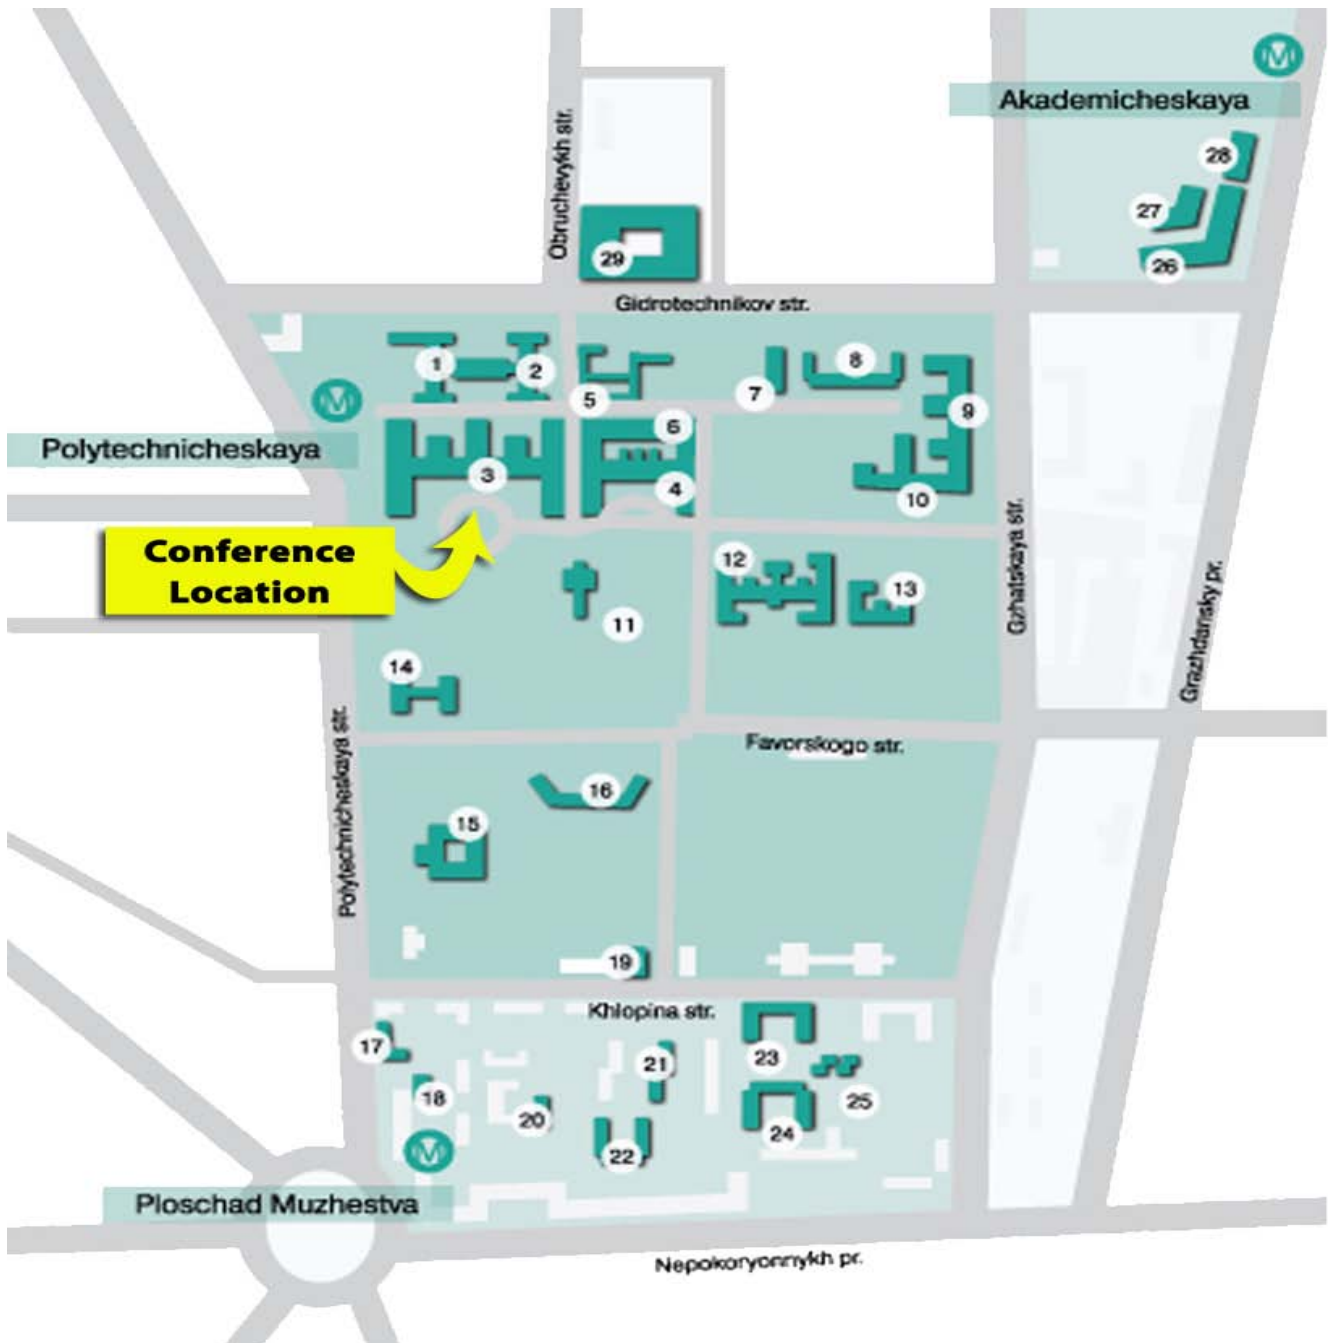 M
Akademicheskaya
28
27
26
Obruchevykh str.
29
Gidrotechnikov str.
1
2
5
7
8
9
M
Polytechnicheskaya
6
3
4
10
Conference
Location
12
13
11
14
Gzhatskaya str.
Grazhdansky pr.
Polytechnicheskaya str.
Favorskogo str.
16
15
19
Khlopina str.
17
18
20
21
22
23
24
25
M
Ploschad Muzhestva
Nepokoryonnykh pr.